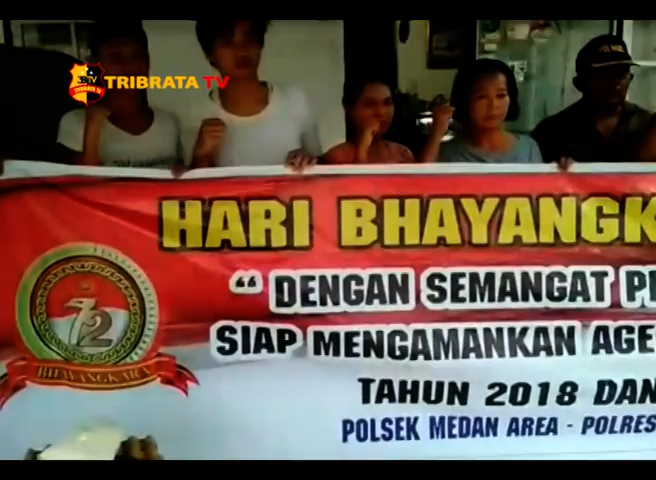 TRIBRATA TV
HARI BHAYANGK
“ DENGAN SEMANGAT
SIAP MENGAMANKAN AGE
72
BHAYANGKARA
TAHUN 2018 DAN
POLSEK MEDAN AREA - POLRES